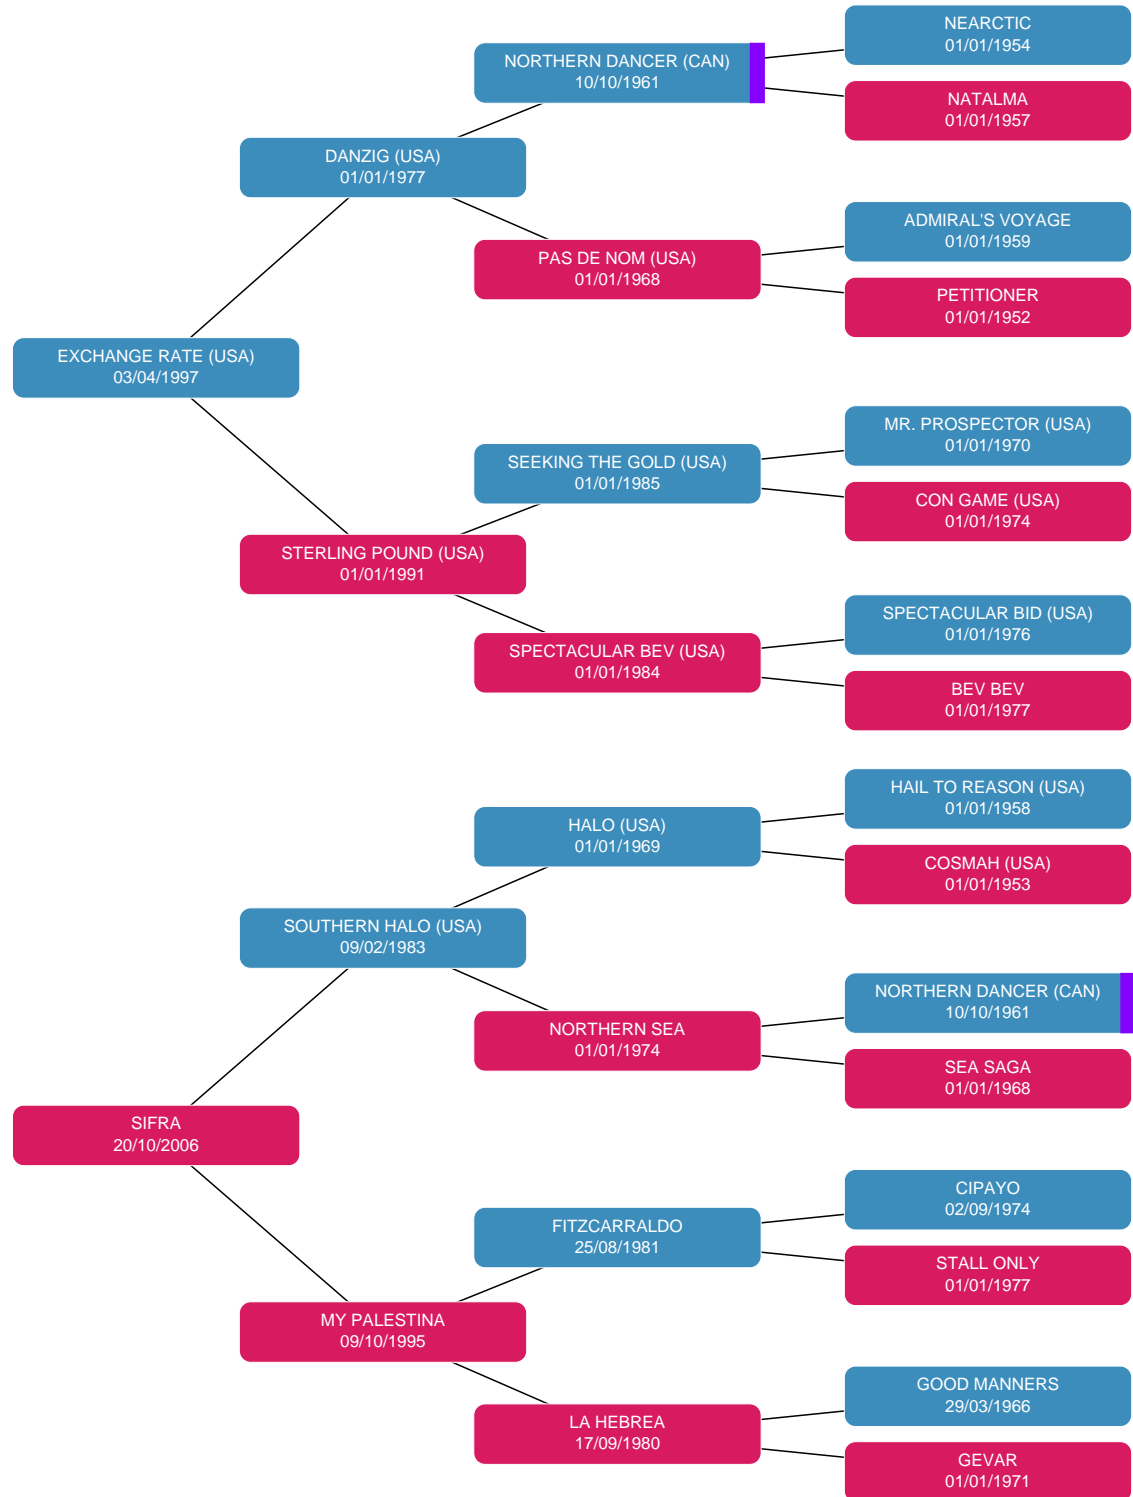 NEARCTIC
01/01/1954
NORTHERN DANCER (CAN)
10/10/1961
NATALMA
01/01/1957
DANZIG (USA)
01/01/1977
ADMIRAL'S VOYAGE
01/01/1959
PAS DE NOM (USA)
01/01/1968
PETITIONER
01/01/1952
EXCHANGE RATE (USA)
03/04/1997
MR. PROSPECTOR (USA)
01/01/1970
SEEKING THE GOLD (USA)
01/01/1985
CON GAME (USA)
01/01/1974
STERLING POUND (USA)
01/01/1991
SPECTACULAR BID (USA)
01/01/1976
SPECTACULAR BEV (USA)
01/01/1984
BEV BEV
01/01/1977
HAIL TO REASON (USA)
01/01/1958
HALO (USA)
01/01/1969
COSMAH (USA)
01/01/1953
SOUTHERN HALO (USA)
09/02/1983
NORTHERN DANCER (CAN)
10/10/1961
NORTHERN SEA
01/01/1974
SEA SAGA
01/01/1968
SIFRA
20/10/2006
CIPAYO
02/09/1974
FITZCARRALDO
25/08/1981
STALL ONLY
01/01/1977
MY PALESTINA
09/10/1995
GOOD MANNERS
29/03/1966
LA HEBREA
17/09/1980
GEVAR
01/01/1971